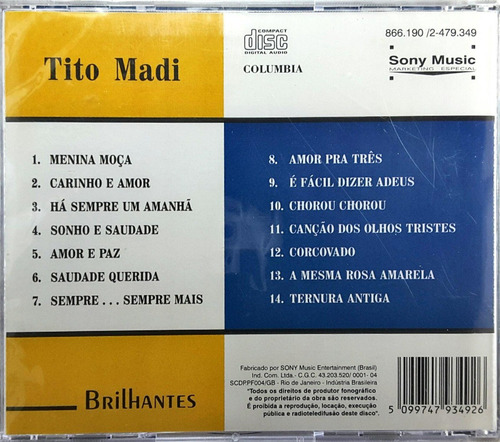 Tito Madi
COMPACT
disc
DIGITAL AUDIO
COLUMBIA
866.190 /2-479.349
Sony Music
MARKETING ESPECIAL
1. MENINA MOÇA
2. CARINHO E AMOR
3. HÁ SEMPRE UM AMANHÃ
4. SONHO E SAUDADE
5. AMOR E PAZ
6. SAUDADE QUERIDA
7. SEMPRE . . . SEMPRE MAIS
8. AMOR PRA TRÊS
9. É FÁCIL DIZER ADEUS
10. CHOROU CHOROU
11. CANÇÃO DOS OLHOS TRISTES
12. CORCOVADO
13. A MESMA ROSA AMARELA
14. TERNURA ANTIGA
BRILHANTES
Fabricado por SONY Music Entertainment (Brasil)
Ind. Com. Ltda.- C.G.C. 43.203.520/ 0001- 04
SCDP.PF004/GB - Rio de Janeiro - Indústria Brasileira
"Todos os direitos de produtor fonográfico
e do proprietário da obra são reservados.
É proibida a reprodução, locação, execução
pública e radioteledifusão deste disco".
5 099747 934926